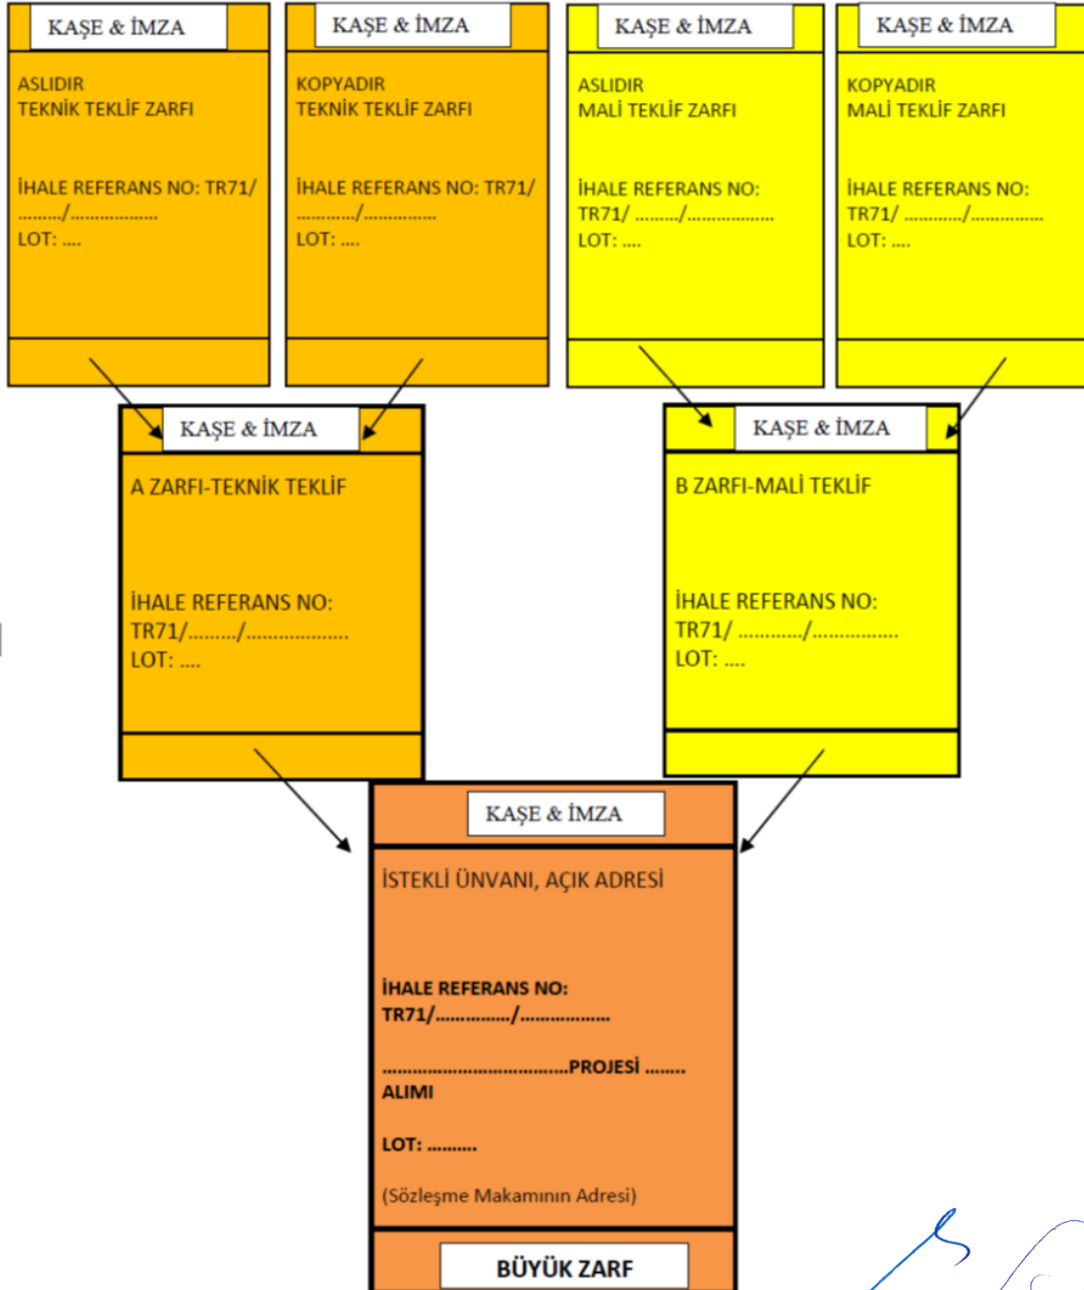 KAŞE & İMZA
ASLIDIR
TEKNİK TEKLİF ZARFI
İHALE REFERANS NO: TR71/
........./..................
LOT: ....
KAŞE & İMZA
KOPYADIR
TEKNİK TEKLİF ZARFI
İHALE REFERANS NO: TR71/
............/...............
LOT: ....
KAŞE & İMZA
ASLIDIR
MALİ TEKLİF ZARFI
İHALE REFERANS NO:
TR71/ ........./..................
LOT: ....
KAŞE & İMZA
KOPYADIR
MALİ TEKLİF ZARFI
İHALE REFERANS NO:
TR71/ ............/...............
LOT: ....
KAŞE & İMZA
A ZARFI-TEKNİK TEKLİF
İHALE REFERANS NO:
TR71/........./..................
LOT: ....
KAŞE & İMZA
B ZARFI-MALİ TEKLİF
İHALE REFERANS NO:
TR71/ ............/...............
LOT: ....
KAŞE & İMZA
İSTEKLİ ÜNVANI, AÇIK ADRESİ
İHALE REFERANS NO:
TR71/.............../..................
.....................................PROJESİ ........
ALIMI
LOT: ..........
(Sözleşme Makamının Adresi)
BÜYÜK ZARF